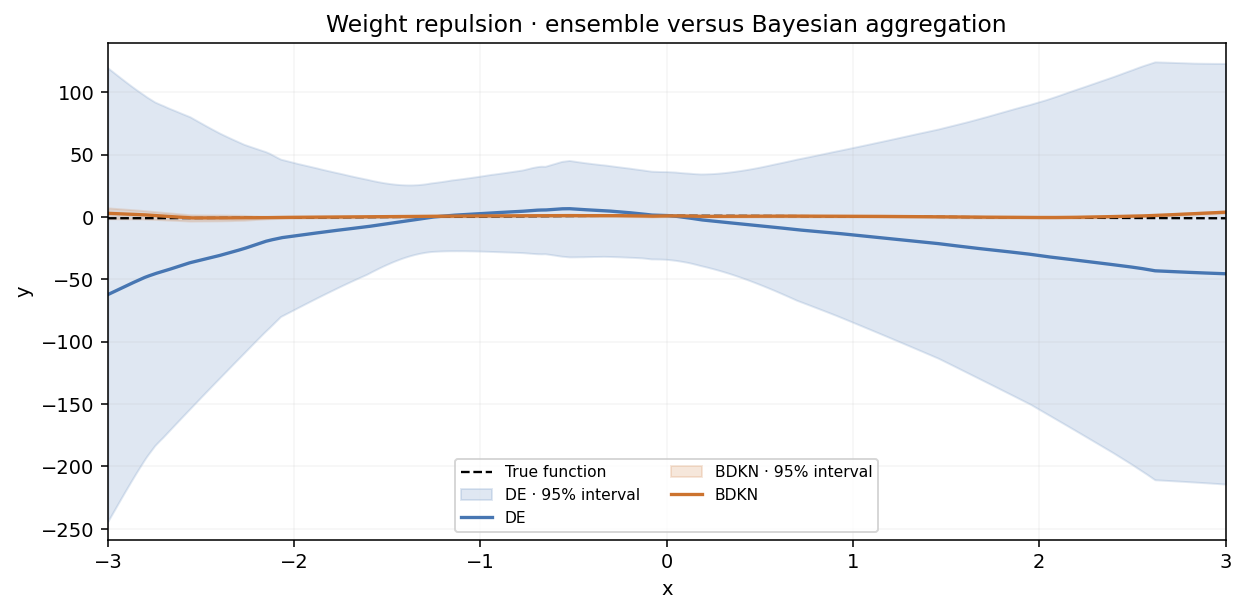 Weight repulsion · ensemble versus Bayesian aggregation
y
100
50
0
−50
−100
−150
−200
−250
True function
DE · 95% interval
DE
BDKN · 95% interval
BDKN
−3
−2
−1
0
1
2
3
x